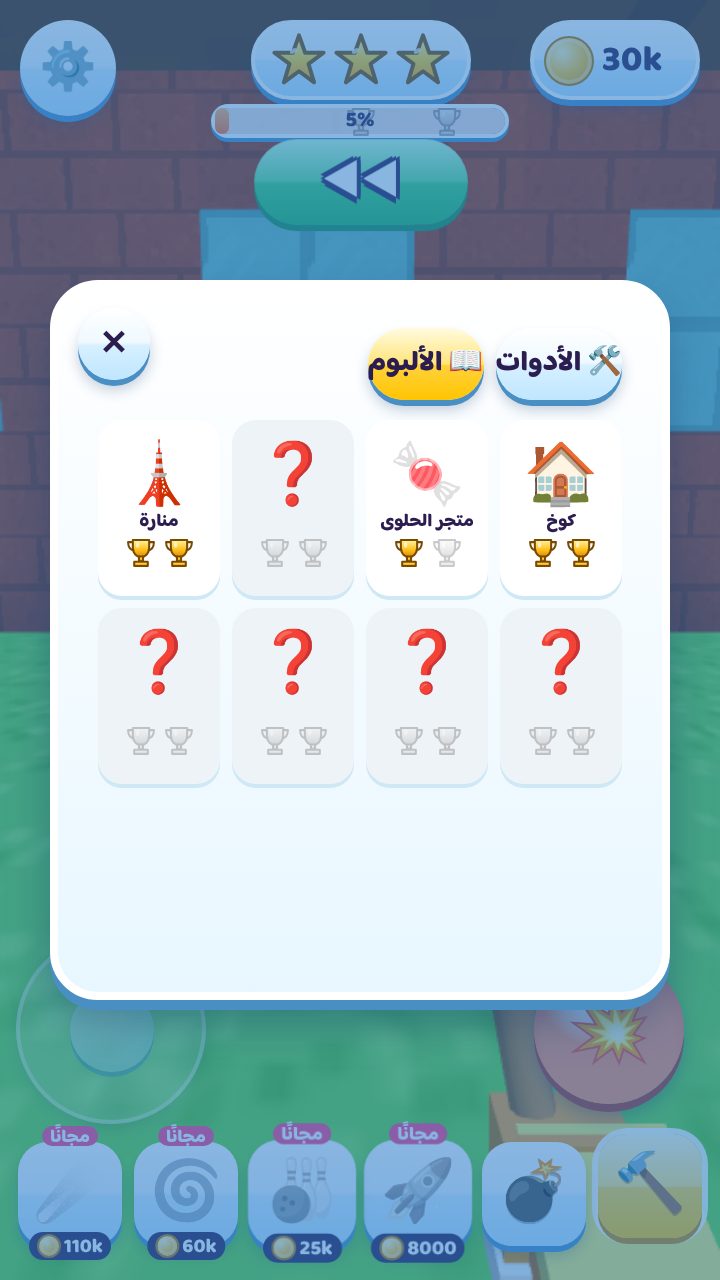 30k
5%
🛠️ الأدوات
📖 الألبوم
✕
كوخ
متجر الحلوى
منارة
مجانًا
مجانًا
مجانًا
مجانًا
8000
25k
60k
110k